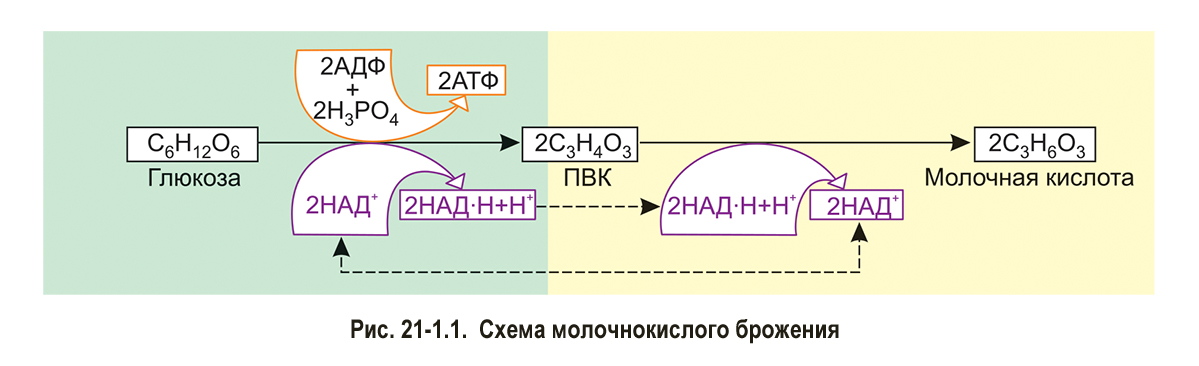 2АДФ
+
2H₃PO₄
2АТФ
C₆H₁₂O₆
Глюкоза
2C₃H₄O₃
ПВК
2C₃H₆O₃
Молочная кислота
2НАД⁺
2НАД·Н+Н⁺
2НАД·Н+Н⁺
2НАД⁺
Рис. 21-1.1. Схема молочнокислого брожения